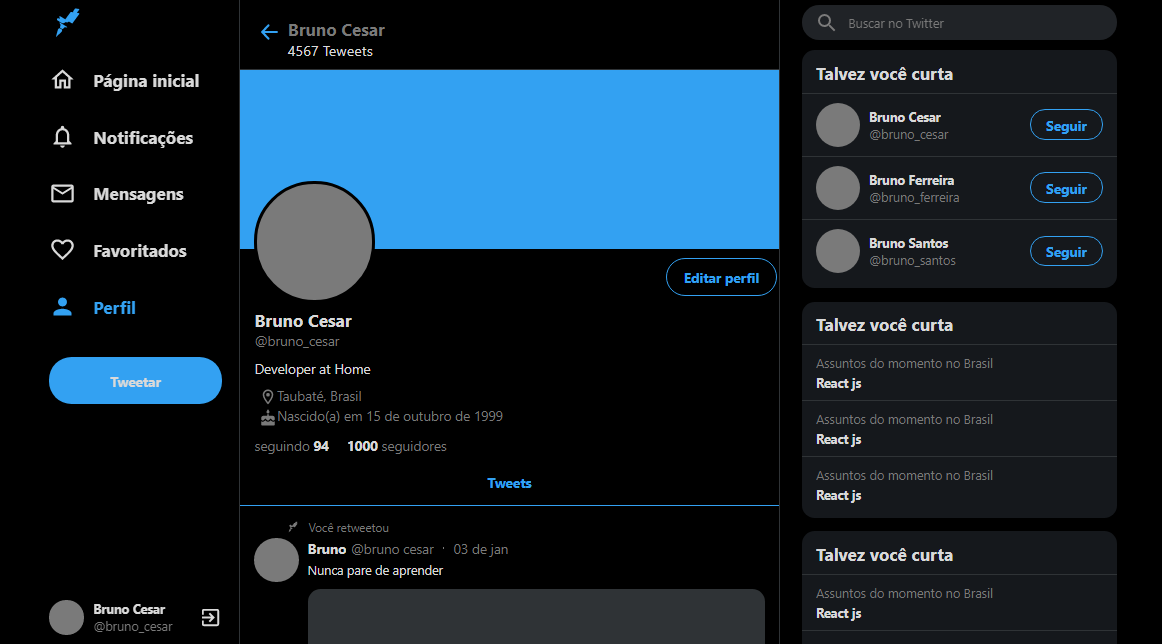 Página inicial
Notificações
Mensagens
Favoritados
Perfil
Tweetar
Bruno Cesar
@bruno_cesar
Bruno Cesar
4567 Teweets
Editar perfil
Bruno Cesar
@bruno_cesar
Developer at Home
Taubaté, Brasil
Nascido(a) em 15 de outubro de 1999
seguindo 94 1000 seguidores
Tweets
Você retweetou
Bruno @bruno cesar · 03 de jan
Nunca pare de aprender
Buscar no Twitter
Talvez você curta
Bruno Cesar
@bruno_cesar
Seguir
Bruno Ferreira
@bruno_ferreira
Seguir
Bruno Santos
@bruno_santos
Seguir
Talvez você curta
Assuntos do momento no Brasil
React js
Assuntos do momento no Brasil
React js
Assuntos do momento no Brasil
React js
Talvez você curta
Assuntos do momento no Brasil
React js